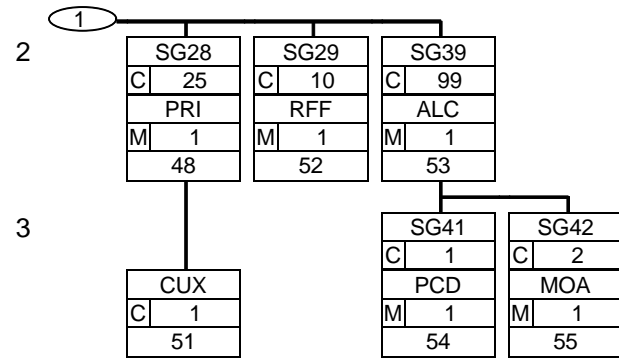 1
2
SG28 SG29 SG39
C 25 C 10 C 99
PRI RFF ALC
M 1 M 1 M 1
48 52 53
3
SG41 SG42
C 1 C 2
CUX PCD MOA
C 1 M 1 M 1
51 54 55